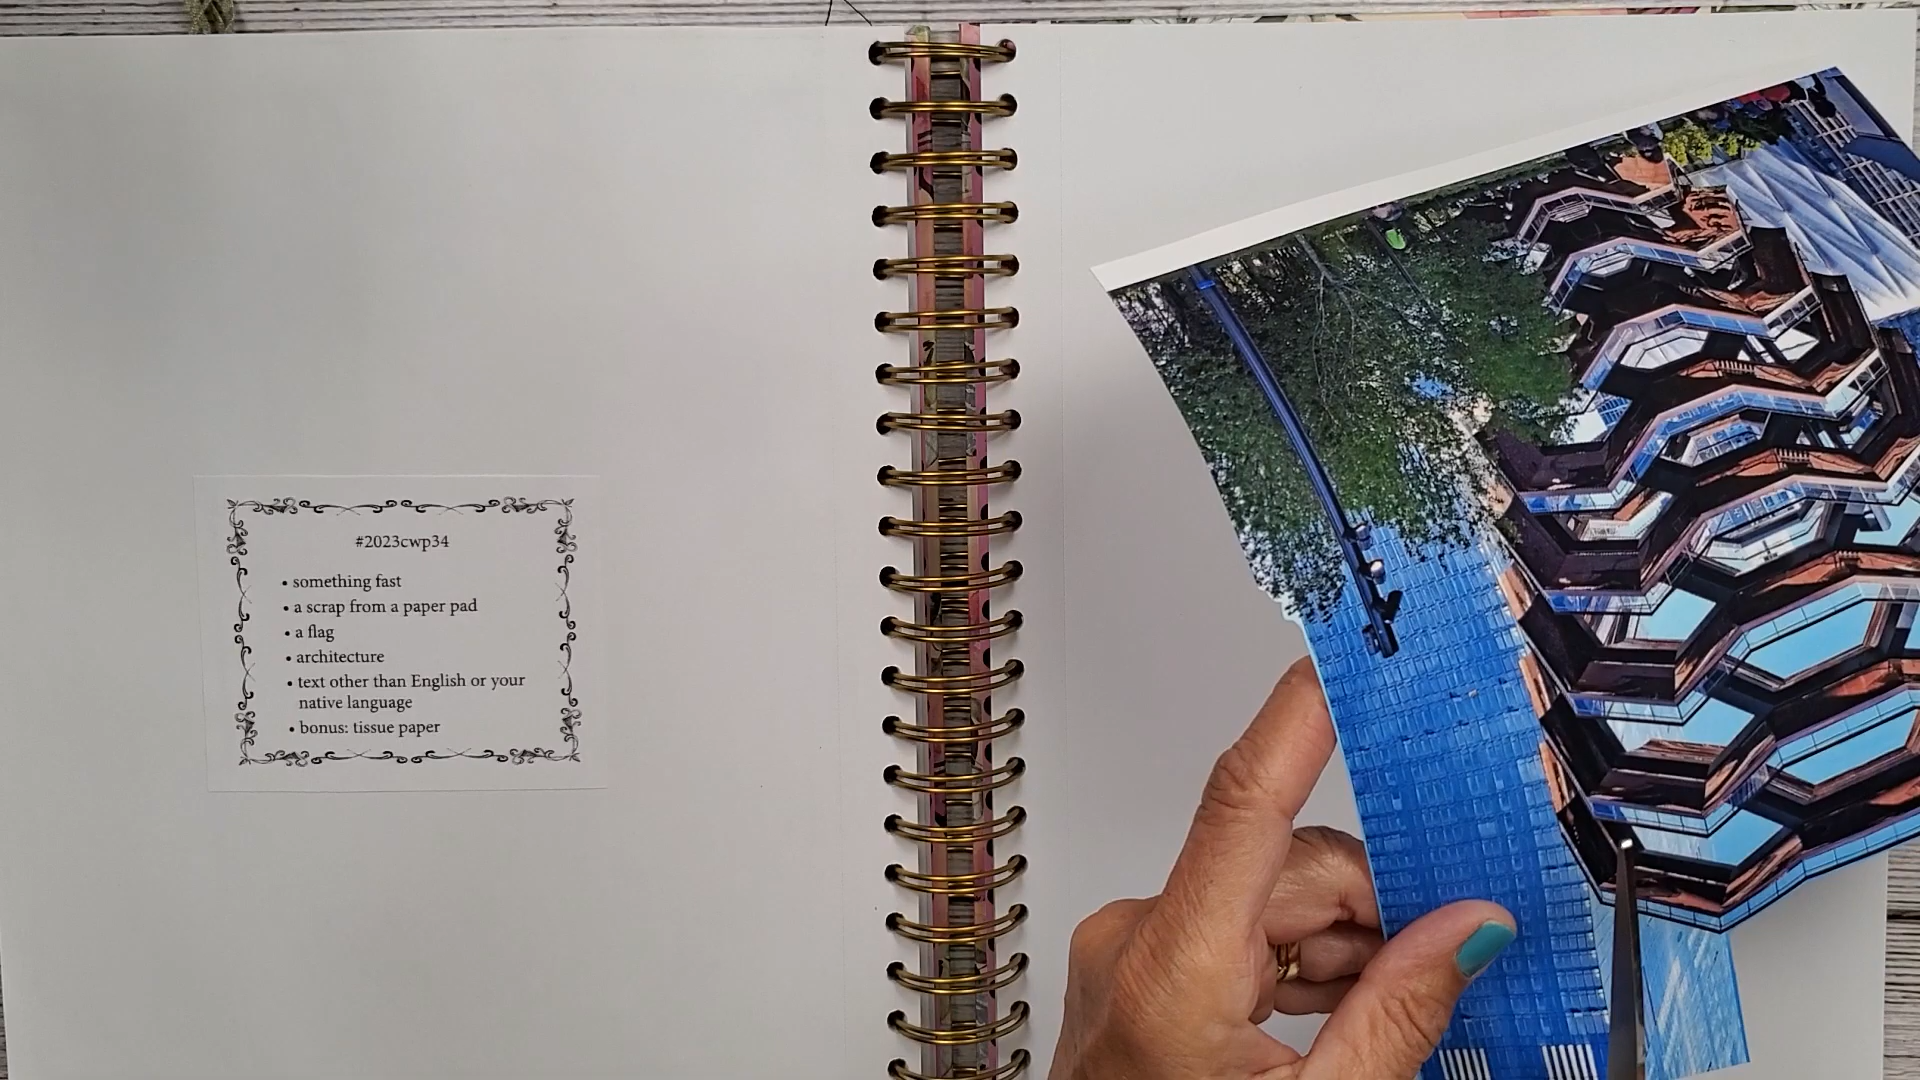 #2023cwp34
• something fast
• a scrap from a paper pad
• a flag
• architecture
• text other than English or your
native language
• bonus: tissue paper